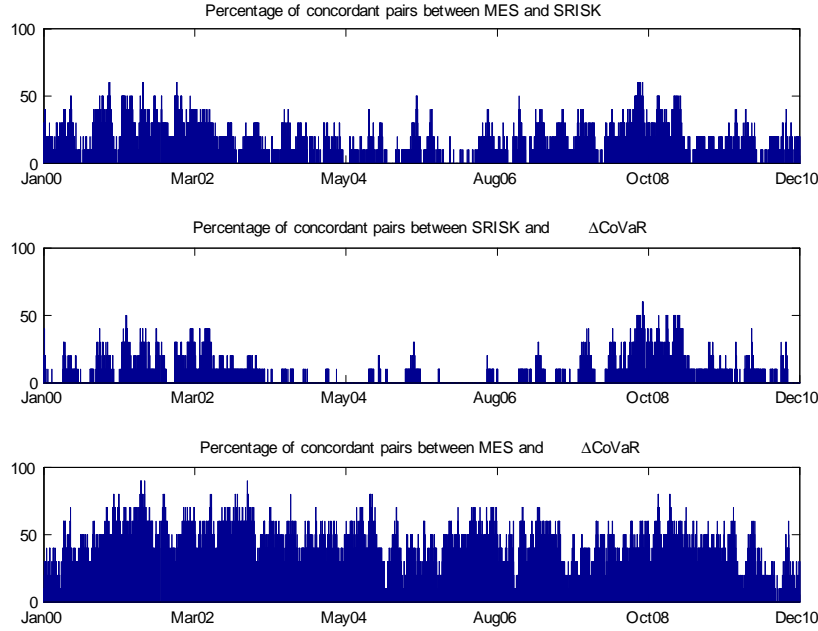 Percentage of concordant pairs between MES and SRISK
100
50
0
Jan00 Mar02 May04 Aug06 Oct08 Dec10
Percentage of concordant pairs between SRISK and ΔCoVaR
100
50
0
Jan00 Mar02 May04 Aug06 Oct08 Dec10
Percentage of concordant pairs between MES and ΔCoVaR
100
50
0
Jan00 Mar02 May04 Aug06 Oct08 Dec10